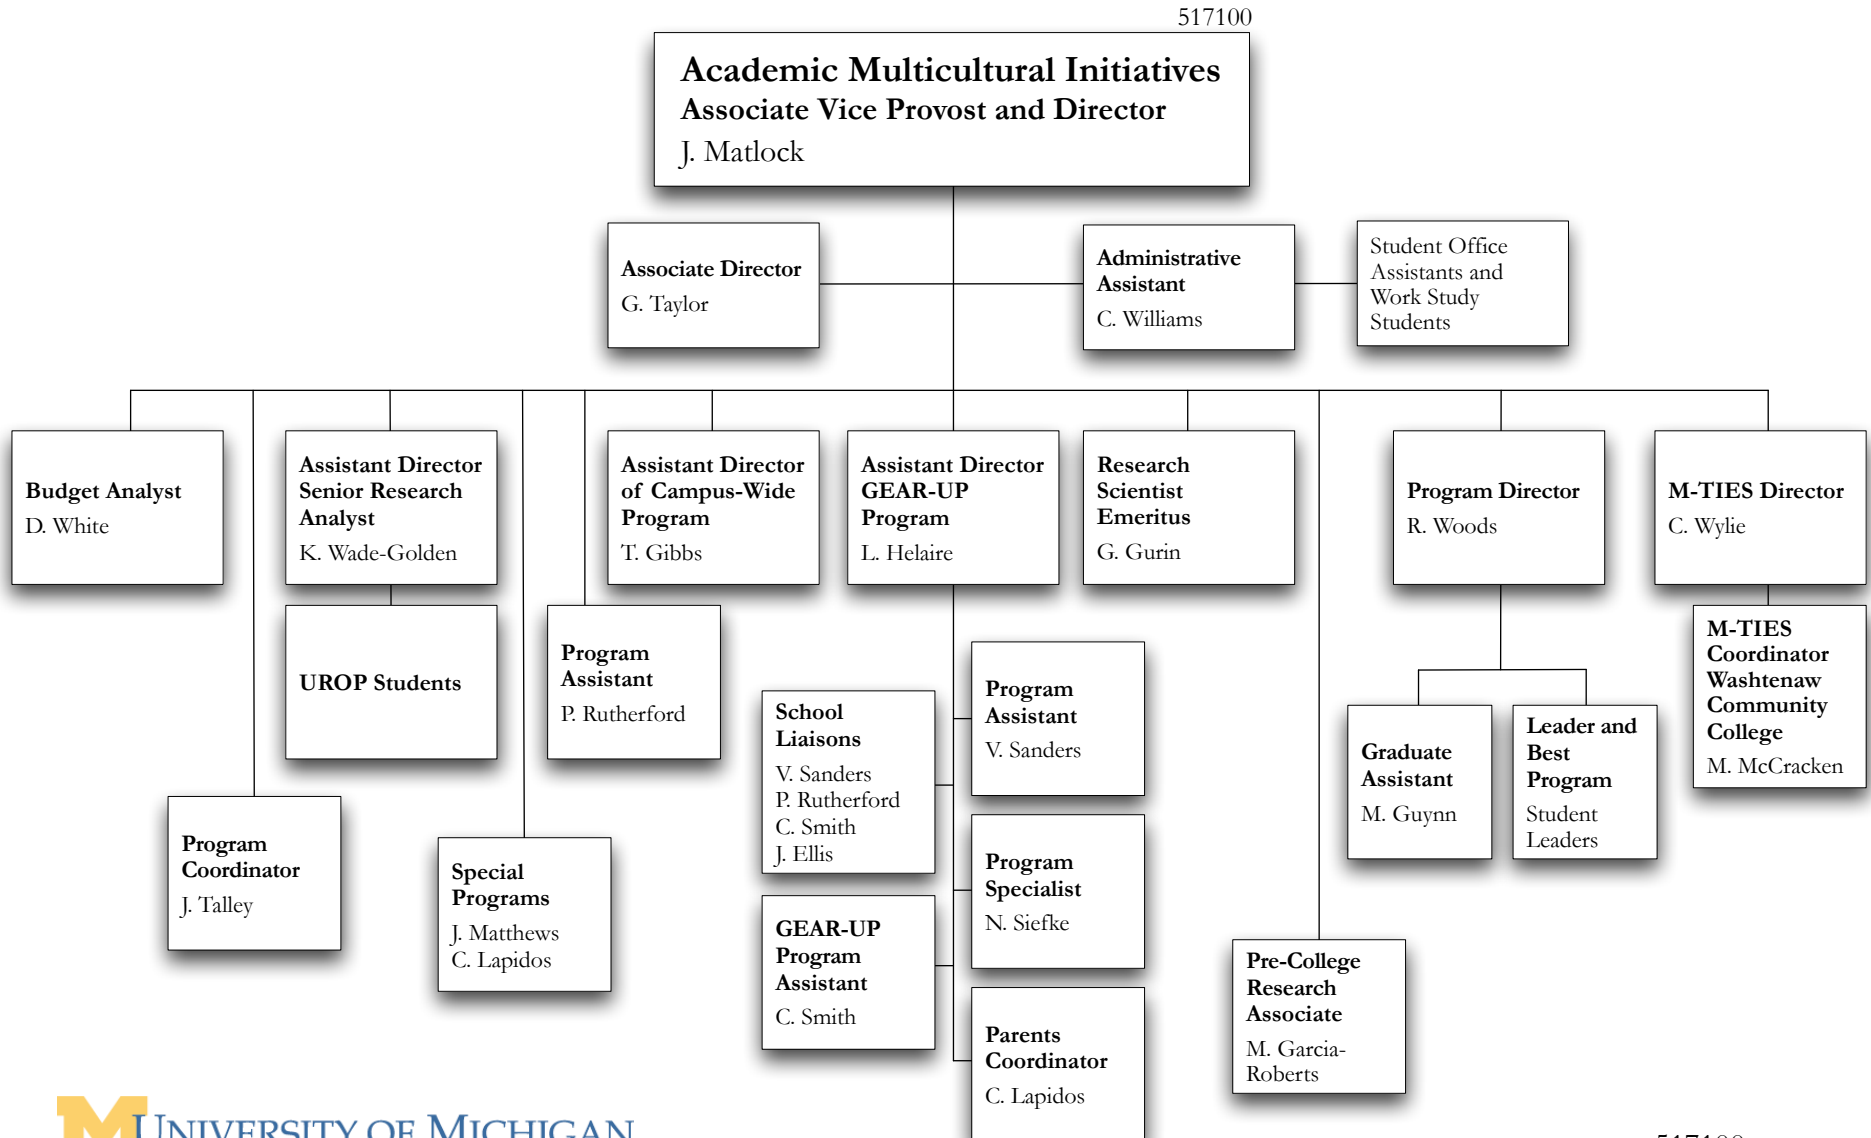 517100
Academic Multicultural Initiatives
Associate Vice Provost and Director
J. Matlock
Associate Director
G. Taylor
Administrative
Assistant
C. Williams
Student Office
Assistants and
Work Study
Students
Budget Analyst
D. White
Assistant Director
Senior Research
Analyst
K. Wade-Golden
Assistant Director
of Campus-Wide
Program
T. Gibbs
Assistant Director
GEAR-UP
Program
L. Helaire
Research
Scientist
Emeritus
G. Gurin
Program Director
R. Woods
M-TIES Director
C. Wylie
UROP Students
Program
Assistant
P. Rutherford
School
Liaisons
V. Sanders
P. Rutherford
C. Smith
J. Ellis
Program
Assistant
V. Sanders
Graduate
Assistant
M. Guynn
Leader and
Best
Program
Student
Leaders
M-TIES
Coordinator
Washtenaw
Community
College
M. McCracken
Program
Coordinator
J. Talley
Special
Programs
J. Matthews
C. Lapidos
GEAR-UP
Program
Assistant
C. Smith
Program
Specialist
N. Siefke
Parents
Coordinator
C. Lapidos
Pre-College
Research
Associate
M. Garcia-
Roberts
M UNIVERSITY OF MICHIGAN
517100